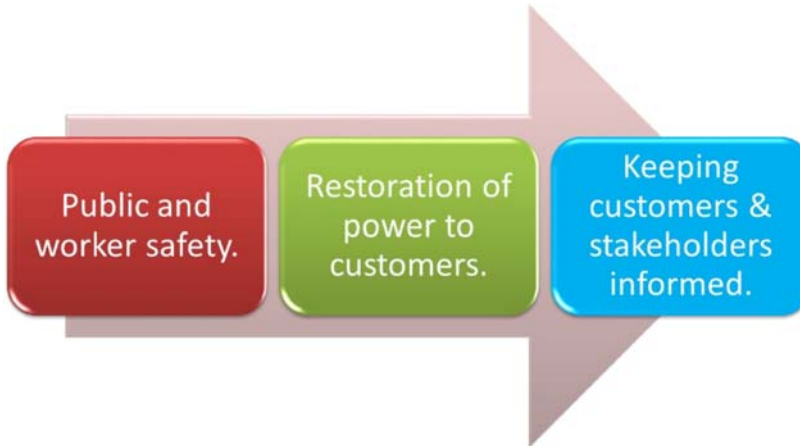 Public and
worker safety.
Restoration of
power to
customers.
Keeping
customers &
stakeholders
informed.